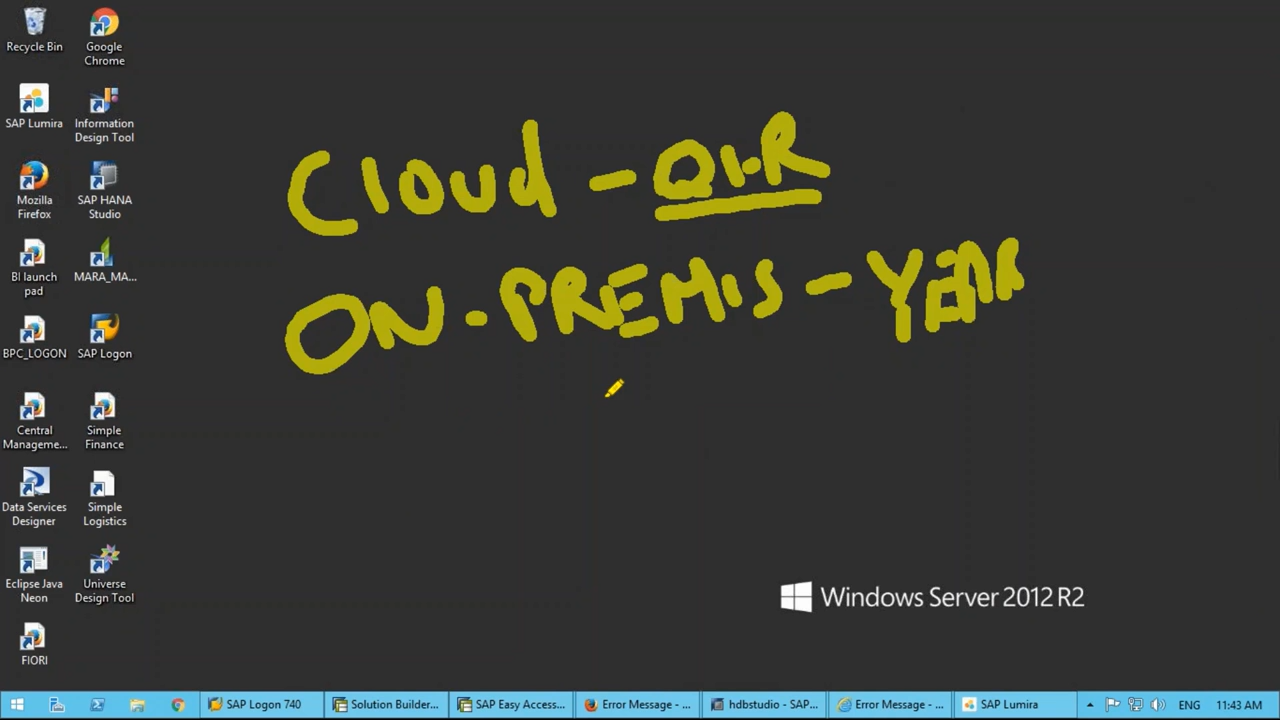 Recycle Bin
Google Chrome
SAP Lumira
Information Design Tool
Mozilla Firefox
SAP HANA Studio
BI launch pad
MARA_MA...
BPC_LOGON
SAP Logon
Central Manageme...
Simple Finance
Data Services Designer
Simple Logistics
Eclipse Java Neon
Universe Design Tool
FIORI
Cloud - QTR
ON-PREMIS - YEAR
Windows Server 2012 R2
SAP Logon 740
Solution Builder...
SAP Easy Access...
Error Message - ...
hdbstudio - SAP...
Error Message - ...
SAP Lumira
ENG
11:43 AM